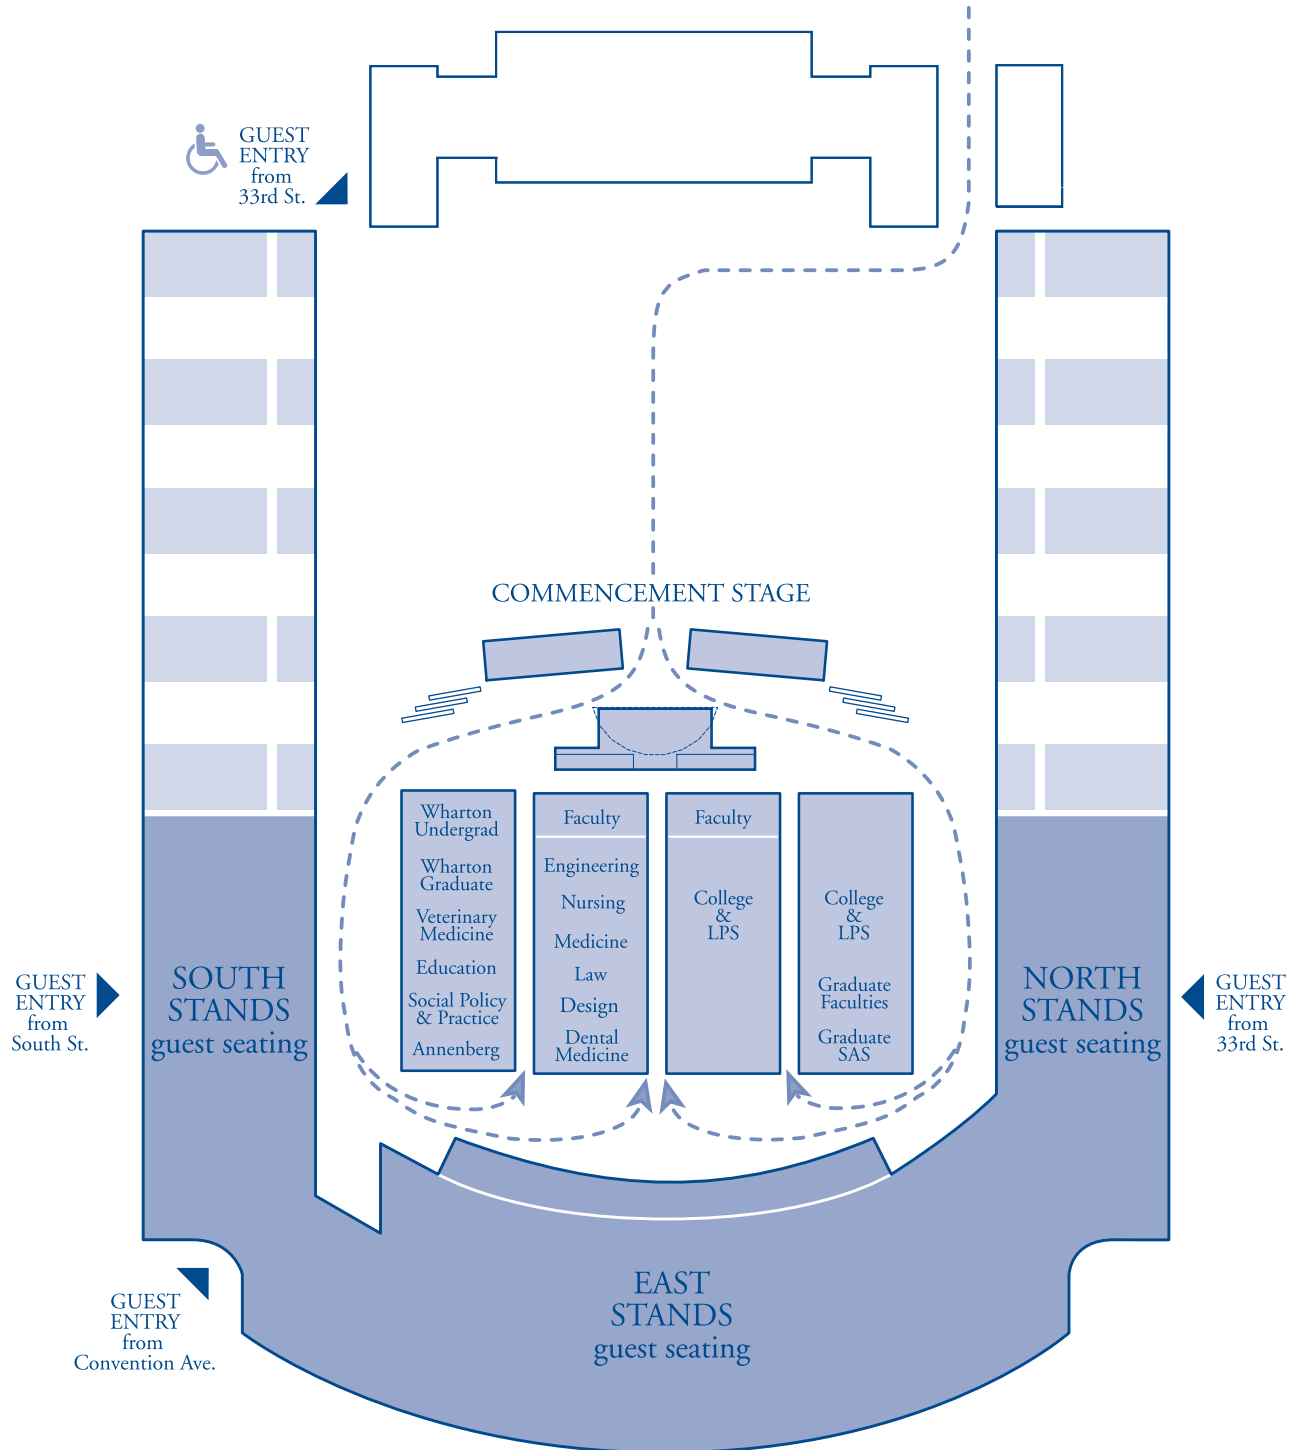 GUEST
ENTRY
from
33rd St.
COMMENCEMENT STAGE
Wharton
Undergrad
Wharton
Graduate
Veterinary
Medicine
Education
Social Policy
& Practice
Annenberg
Faculty
Engineering
Nursing
Medicine
Law
Design
Dental
Medicine
Faculty
College
&
LPS
College
&
LPS
Graduate
Faculties
Graduate
SAS
GUEST
ENTRY
from
South St.
SOUTH
STANDS
guest seating
NORTH
STANDS
guest seating
GUEST
ENTRY
from
33rd St.
GUEST
ENTRY
from
Convention Ave.
EAST
STANDS
guest seating